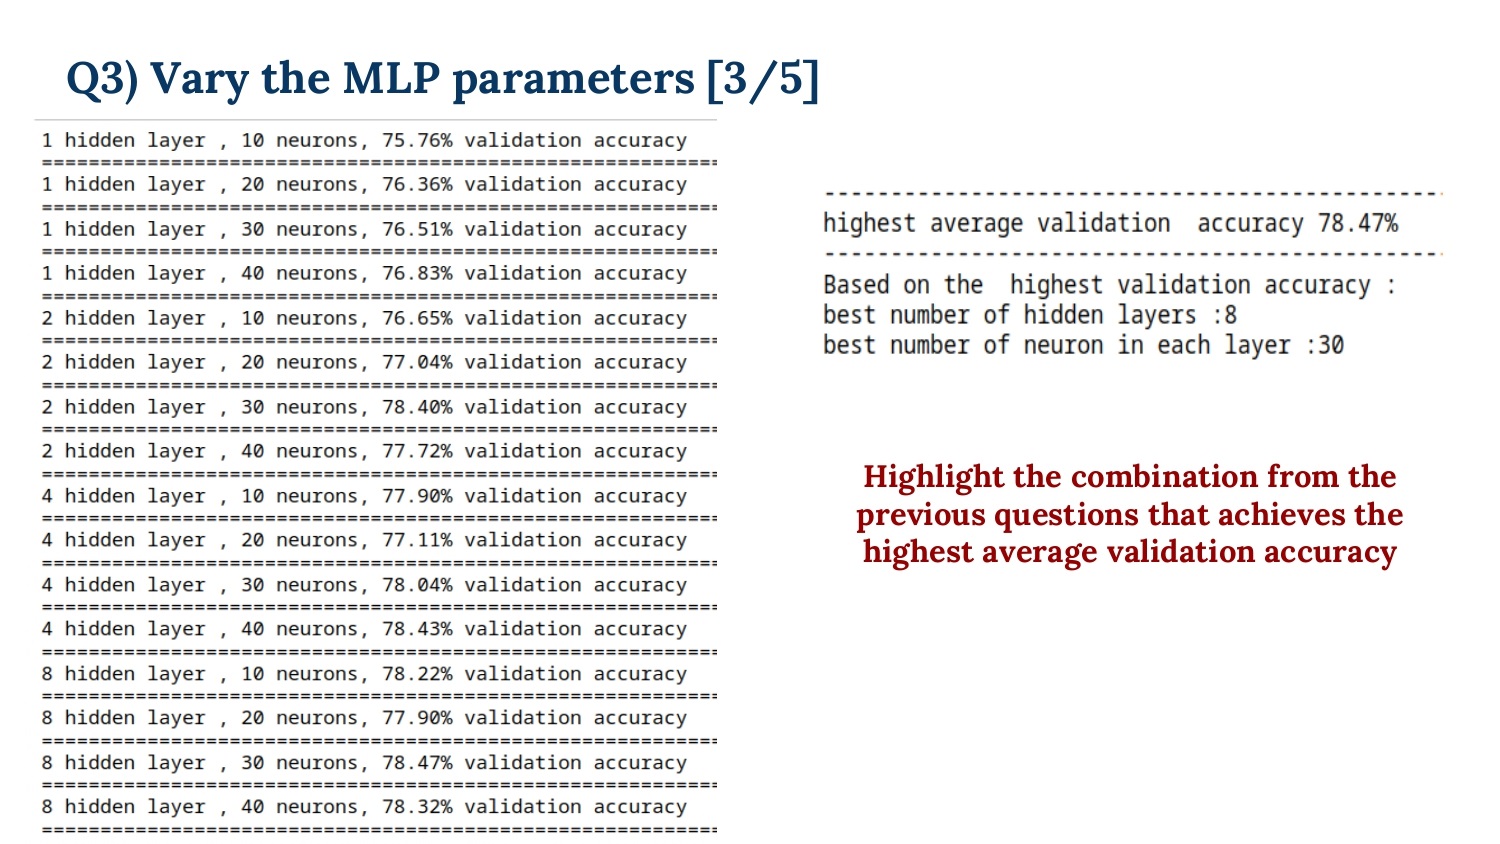 Q3) Vary the MLP parameters [3/5]
1 hidden layer , 10 neurons, 75.76% validation accuracy
==========================================================
1 hidden layer , 20 neurons, 76.36% validation accuracy
==========================================================
1 hidden layer , 30 neurons, 76.51% validation accuracy
==========================================================
1 hidden layer , 40 neurons, 76.83% validation accuracy
==========================================================
2 hidden layer , 10 neurons, 76.65% validation accuracy
==========================================================
2 hidden layer , 20 neurons, 77.04% validation accuracy
==========================================================
2 hidden layer , 30 neurons, 78.40% validation accuracy
==========================================================
2 hidden layer , 40 neurons, 77.72% validation accuracy
==========================================================
4 hidden layer , 10 neurons, 77.90% validation accuracy
==========================================================
4 hidden layer , 20 neurons, 77.11% validation accuracy
==========================================================
4 hidden layer , 30 neurons, 78.04% validation accuracy
==========================================================
4 hidden layer , 40 neurons, 78.43% validation accuracy
==========================================================
8 hidden layer , 10 neurons, 78.22% validation accuracy
==========================================================
8 hidden layer , 20 neurons, 77.90% validation accuracy
==========================================================
8 hidden layer , 30 neurons, 78.47% validation accuracy
==========================================================
8 hidden layer , 40 neurons, 78.32% validation accuracy
==========================================================
-----------------------------------------------
highest average validation  accuracy 78.47%
-----------------------------------------------
Based on the  highest validation accuracy :
best number of hidden layers :8
best number of neuron in each layer :30
Highlight the combination from the
previous questions that achieves the
highest average validation accuracy